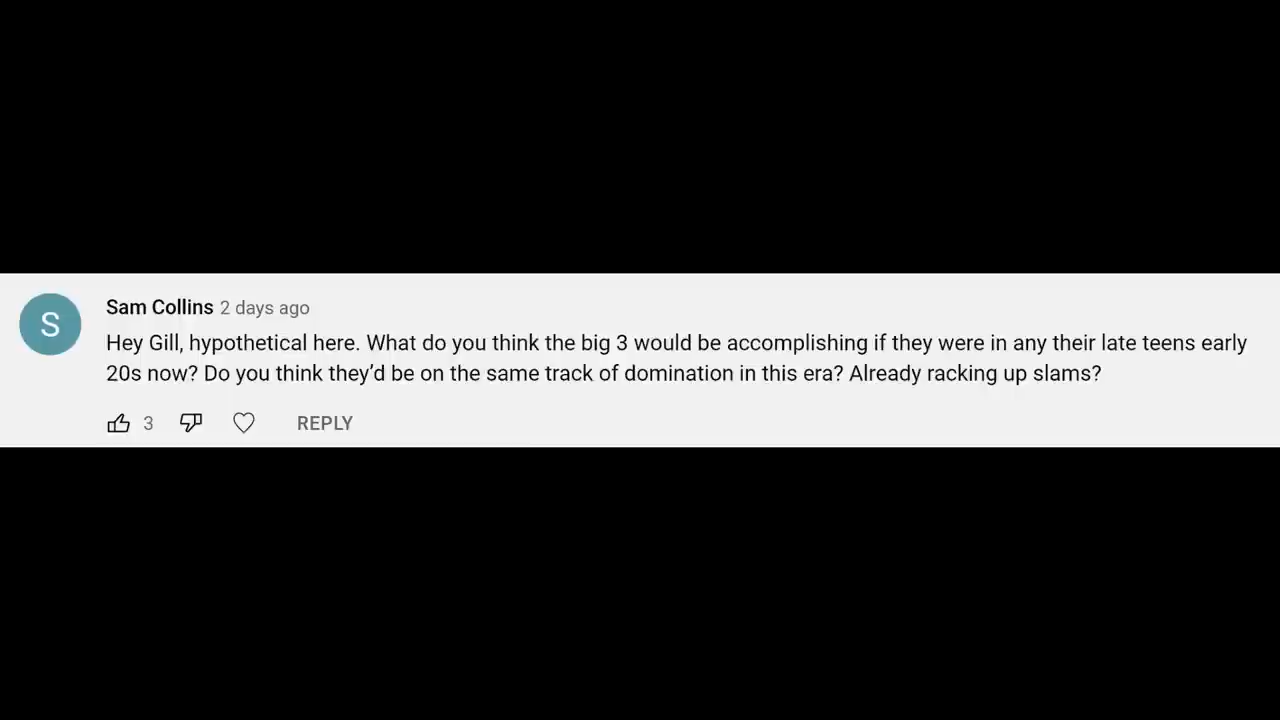 S
Sam Collins 2 days ago
Hey Gill, hypothetical here. What do you think the big 3 would be accomplishing if they were in any their late teens early
20s now? Do you think they’d be on the same track of domination in this era? Already racking up slams?
3 REPLY